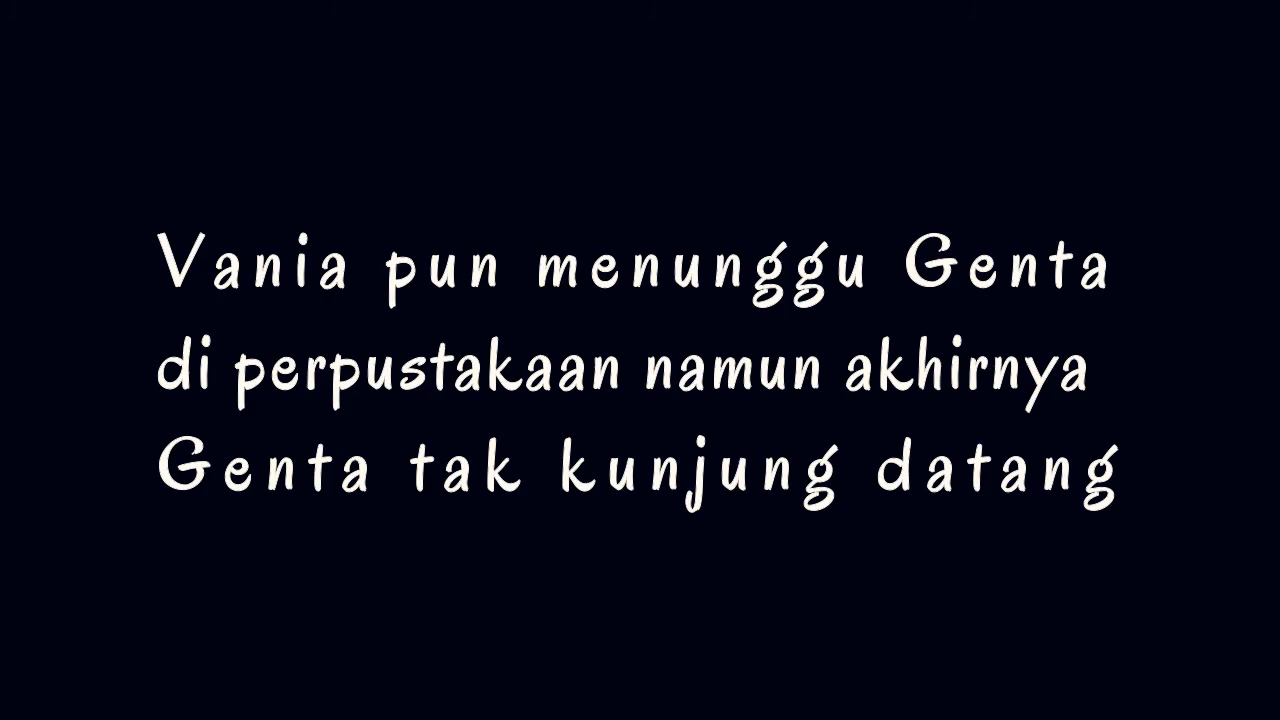 Vania pun menunggu Genta
di perpustakaan namun akhirnya
Genta tak kunjung datang